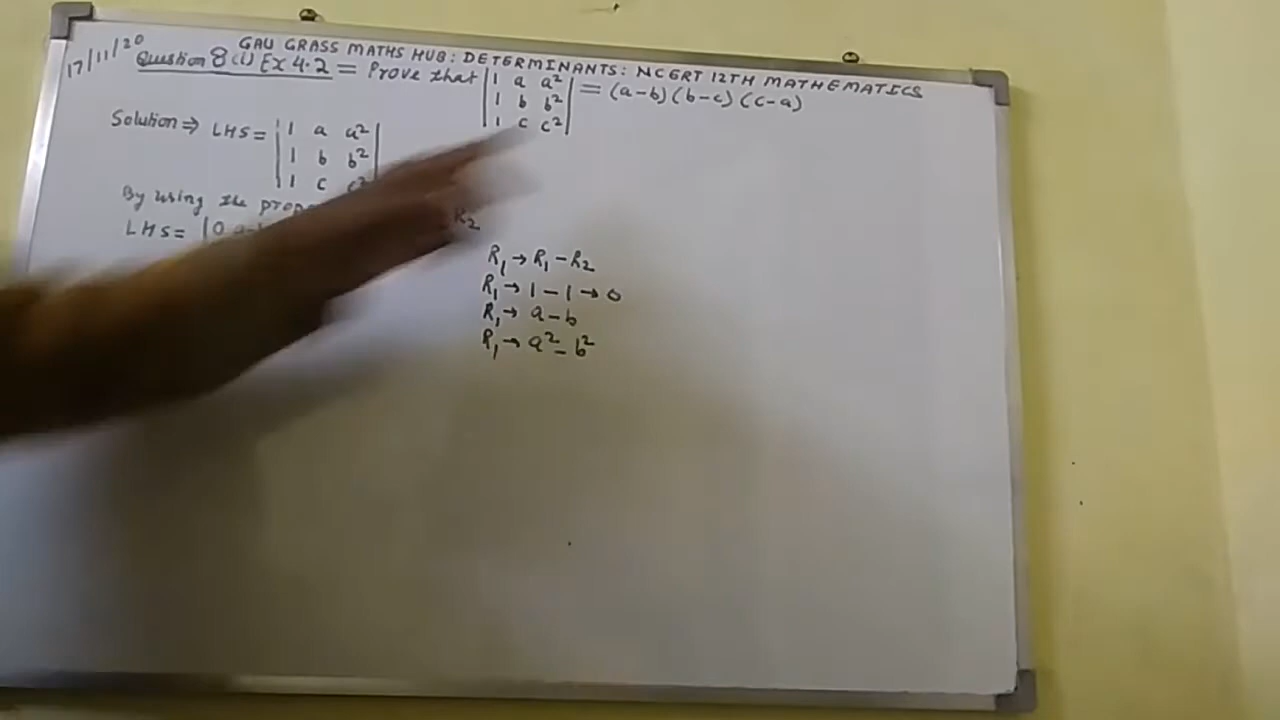 17/11/20
GAU GRASS MATHS HUB: DETERMINANTS: NCERT 12TH MATHEMATICS
Question 8(i) Ex 4.2 = Prove that | 1 a a² | = (a-b)(b-c)(c-a)
| 1 b b² |
| 1 c c² |
Solution ⇒ LHS = | 1 a a² |
| 1 b b² |
| 1 c c² |
By using the
R₂
LHS = | 0
R₁ → R₁ - R₂
R₁ → 1 - 1 → 0
R₁ → a - b
R₁ → a² - b²